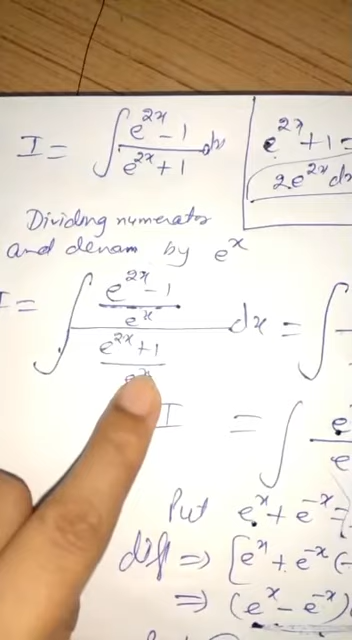 I = ∫ (e^{2x} - 1)/(e^{2x} + 1) dx
e^{2x} + 1 =
2e^{2x} dx
Dividing numerator
and denom by e^x
I = ∫ ((e^{2x} - 1)/e^x)/((e^{2x} + 1)/e^x) dx = ∫
I = ∫ e / e
Put e^x + e^{-x} =
diff ⇒ [e^x + e^{-x} (-
⇒ (e^x - e^{-x})